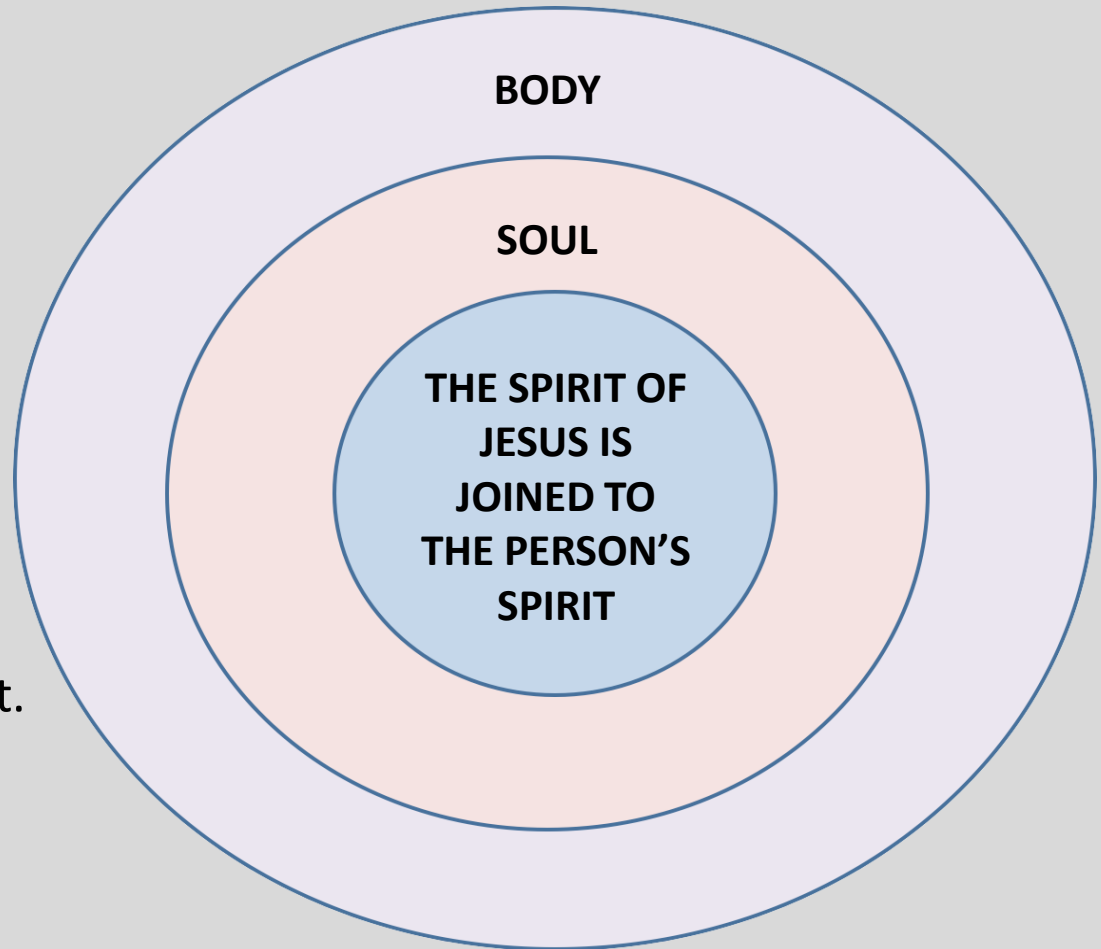 BODY
SOUL
THE SPIRIT OF
JESUS IS
JOINED TO
THE PERSON’S
SPIRIT
t.